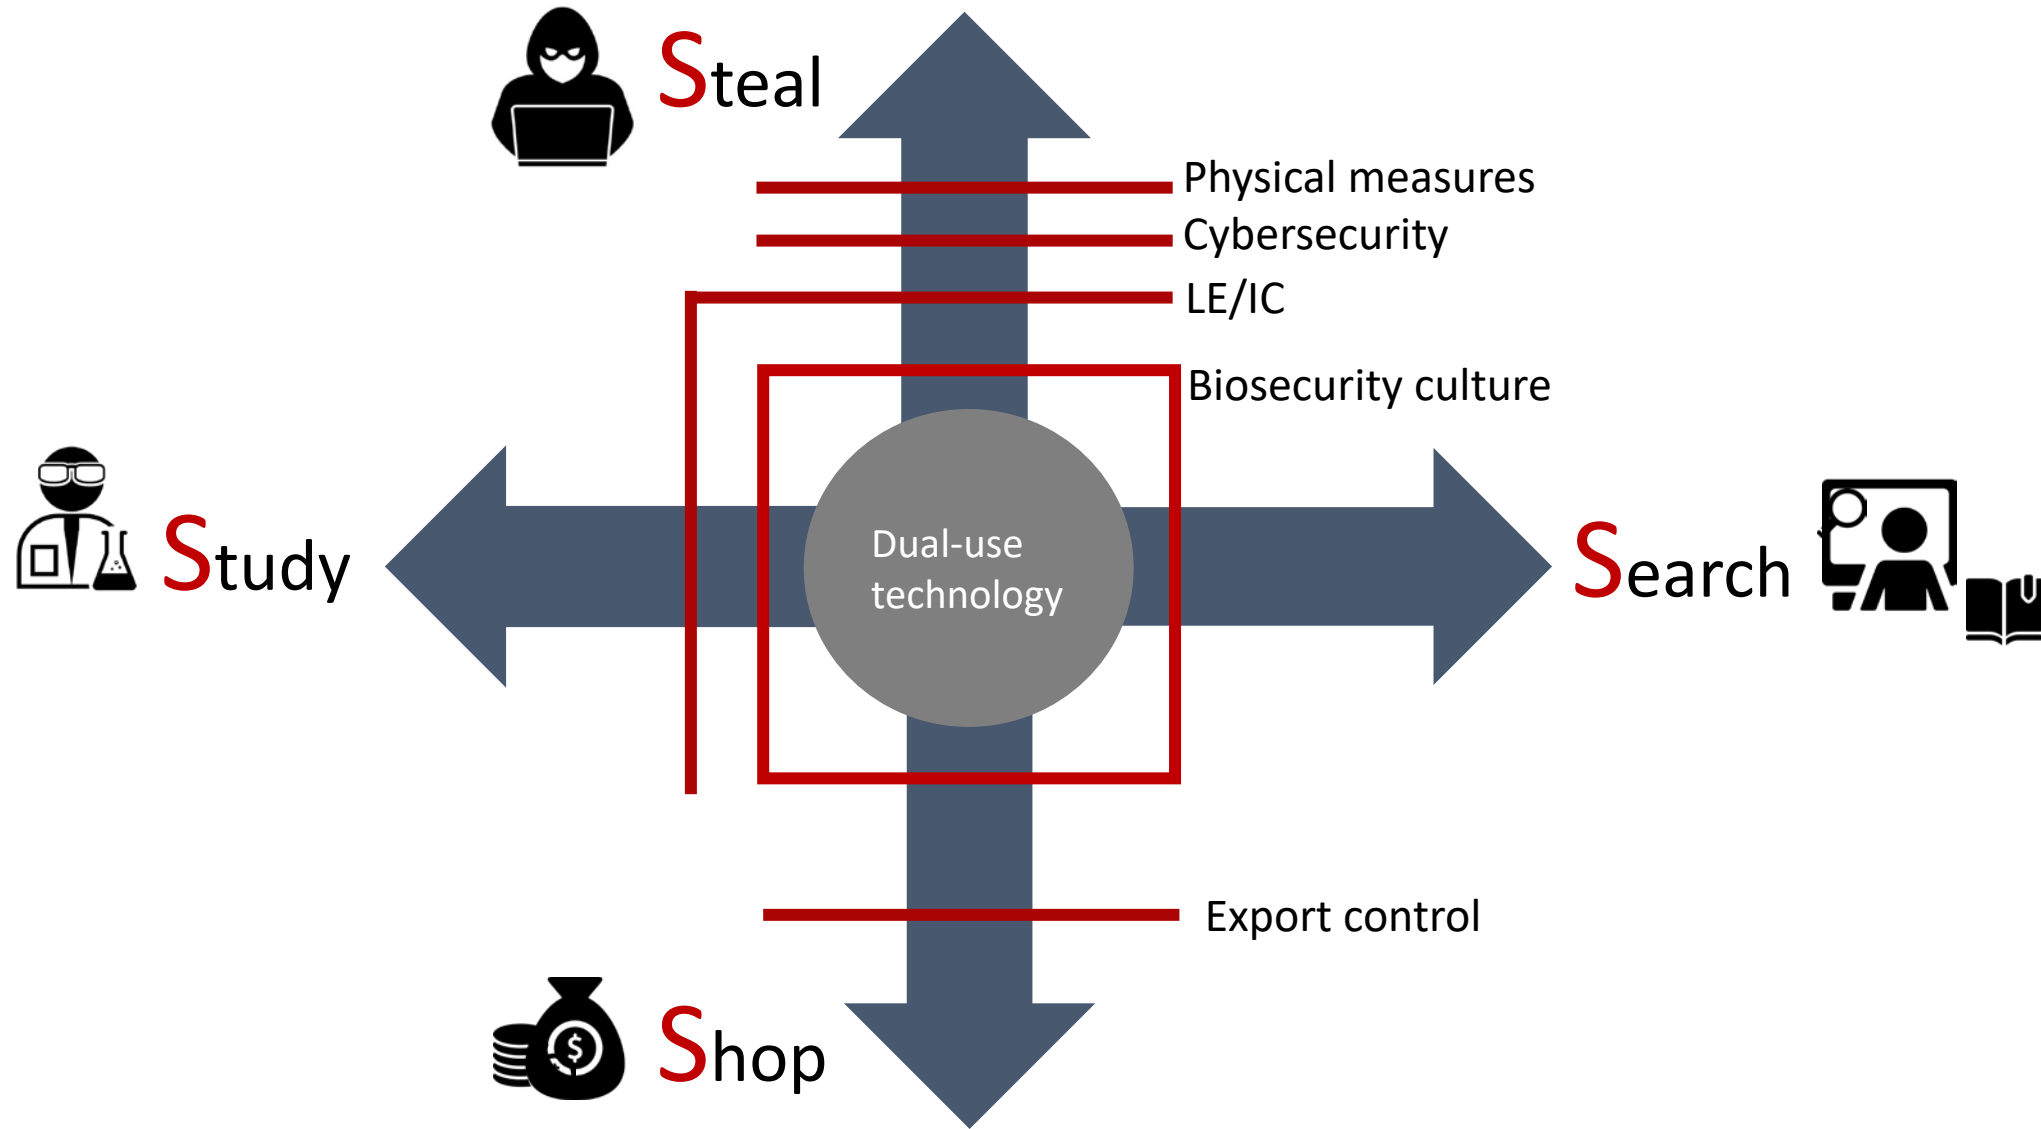 Steal
Physical measures
Cybersecurity
LE/IC
Biosecurity culture
Study
Dual-use
technology
Search
Export control
$
Shop